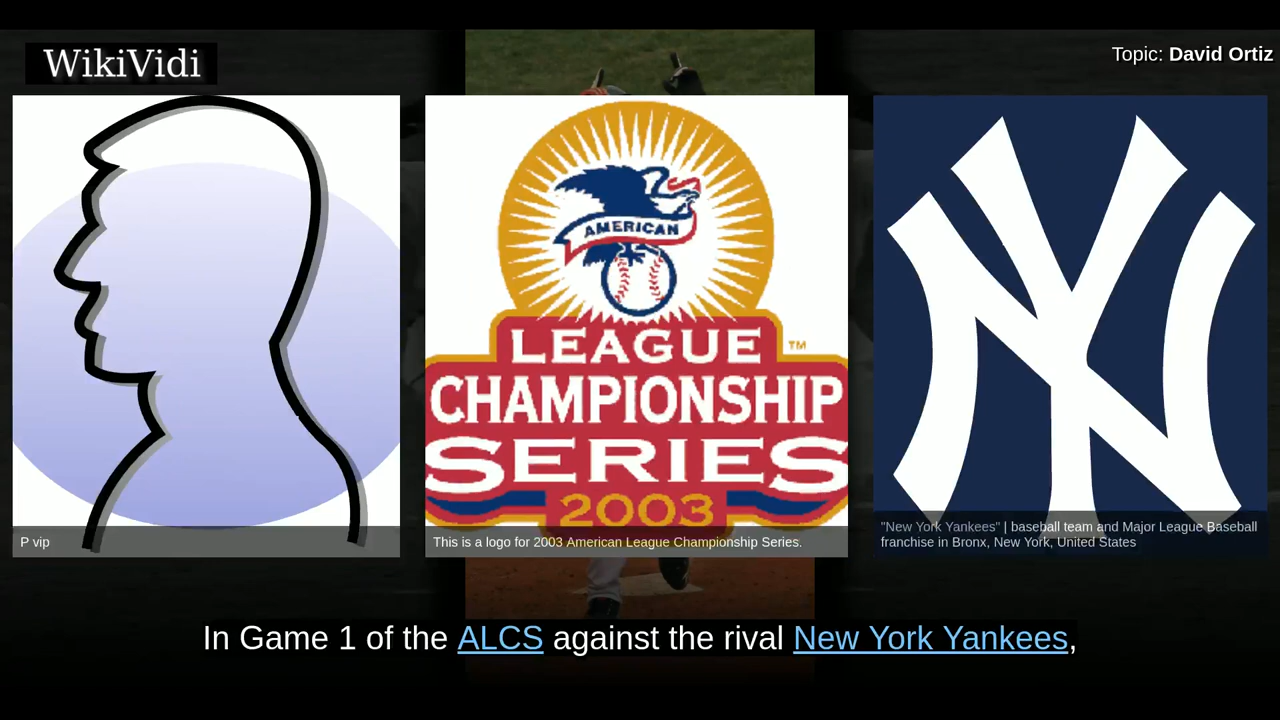 WikiVidi
Topic: David Ortiz
AMERICAN
LEAGUE
TM
CHAMPIONSHIP
SERIES
2003
NY
P vip
This is a logo for 2003 American League Championship Series.
"New York Yankees" | baseball team and Major League Baseball
franchise in Bronx, New York, United States
In Game 1 of the ALCS against the rival New York Yankees,